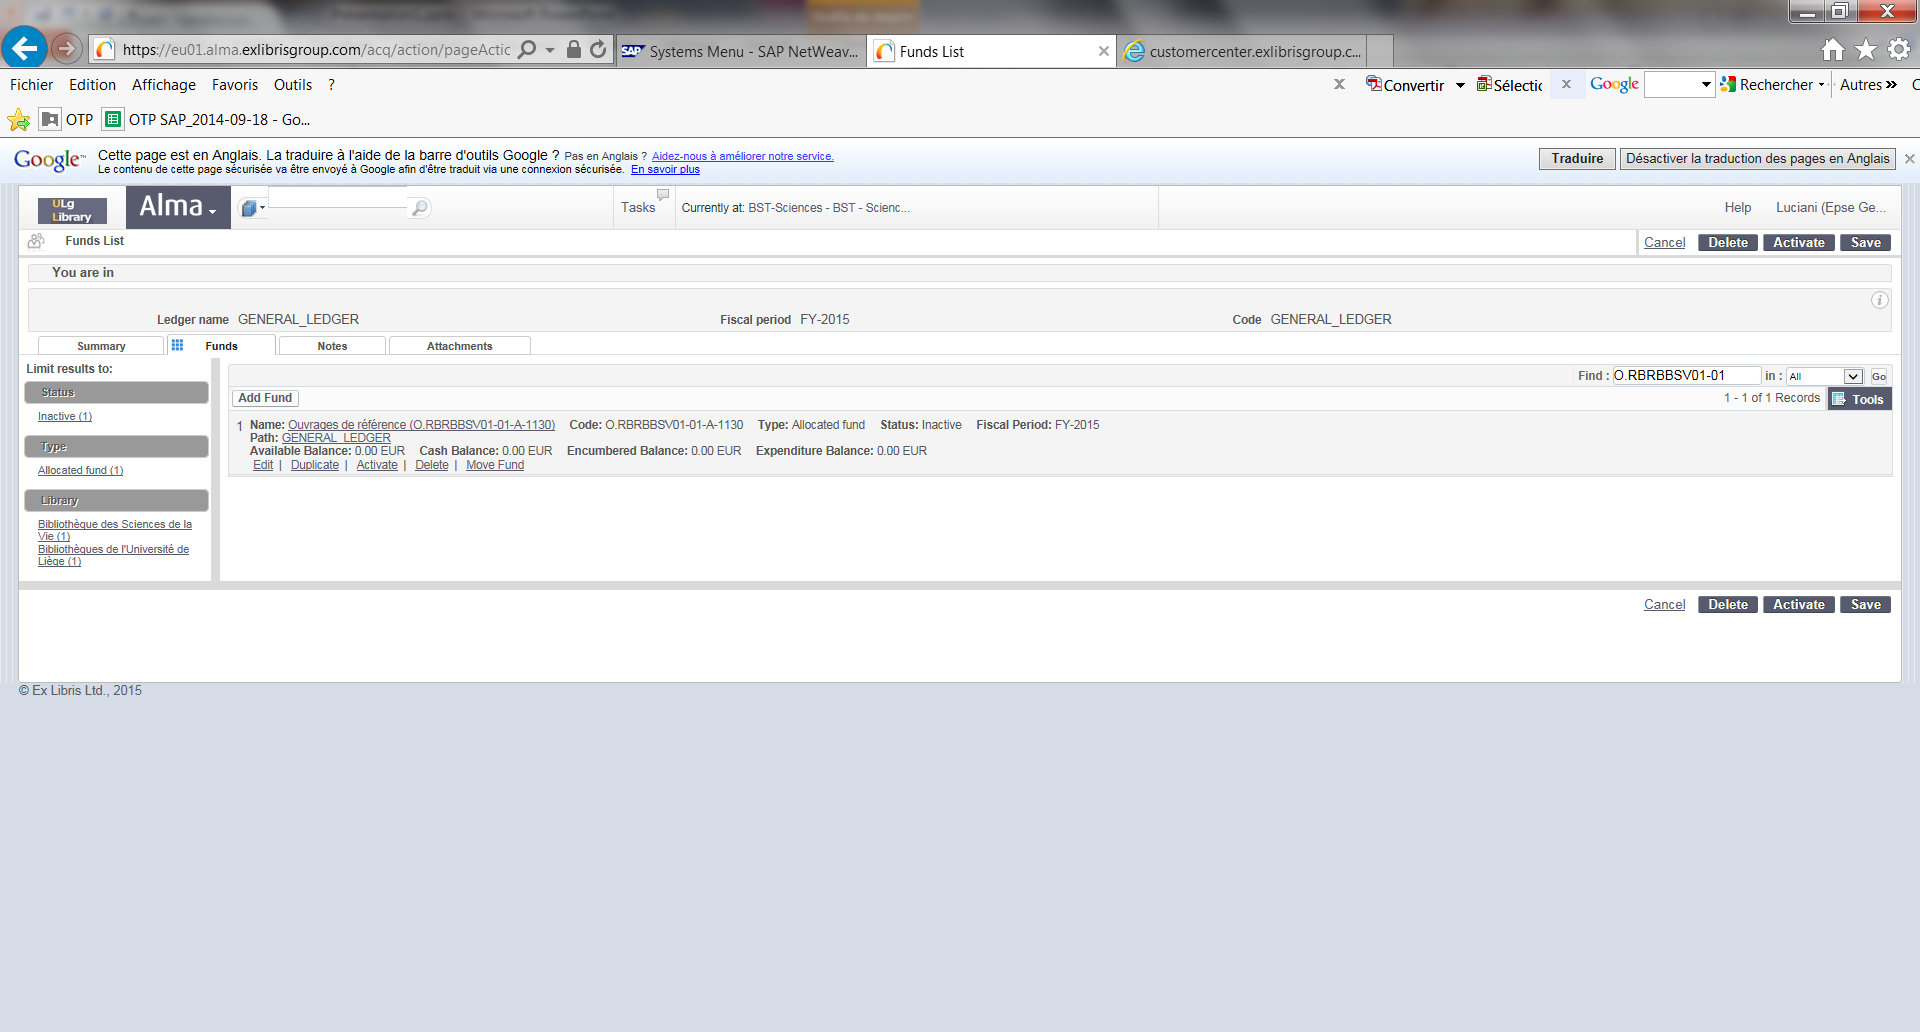 https://eu01.alma.exlibrisgroup.com/acq/action/pageActic
SAP Systems Menu - SAP NetWeav...
Funds List
customercenter.exlibrisgroup.c...
Fichier Edition Affichage Favoris Outils ?
x Convertir Sélectic x Google Rechercher Autres »
OTP OTP SAP_2014-09-18 - Go...
Google Cette page est en Anglais. La traduire à l'aide de la barre d'outils Google ? Pas en Anglais ? Aidez-nous à améliorer notre service. Traduire Désactiver la traduction des pages en Anglais
Le contenu de cette page sécurisée va être envoyé à Google afin d'être traduit via une connexion sécurisée. En savoir plus
ULg Library
Alma
Tasks Currently at: BST-Sciences - BST - Scienc... Help Luciani (Epse Ge...
Funds List Cancel Delete Activate Save
You are in
Ledger name GENERAL_LEDGER Fiscal period FY-2015 Code GENERAL_LEDGER
Summary Funds Notes Attachments
Limit results to:
Status
Inactive (1)
Type
Allocated fund (1)
Library
Bibliothèque des Sciences de la
Vie (1)
Bibliothèques de l'Université de
Liège (1)
Find : O.RBRBBSV01-01 in : All Go
Add Fund 1 - 1 of 1 Records Tools
1 Name: Ouvrages de référence (O.RBRBBSV01-01-A-1130) Code: O.RBRBBSV01-01-A-1130 Type: Allocated fund Status: Inactive Fiscal Period: FY-2015
Path: GENERAL_LEDGER
Available Balance: 0.00 EUR Cash Balance: 0.00 EUR Encumbered Balance: 0.00 EUR Expenditure Balance: 0.00 EUR
Edit | Duplicate | Activate | Delete | Move Fund
Cancel Delete Activate Save
© Ex Libris Ltd., 2015